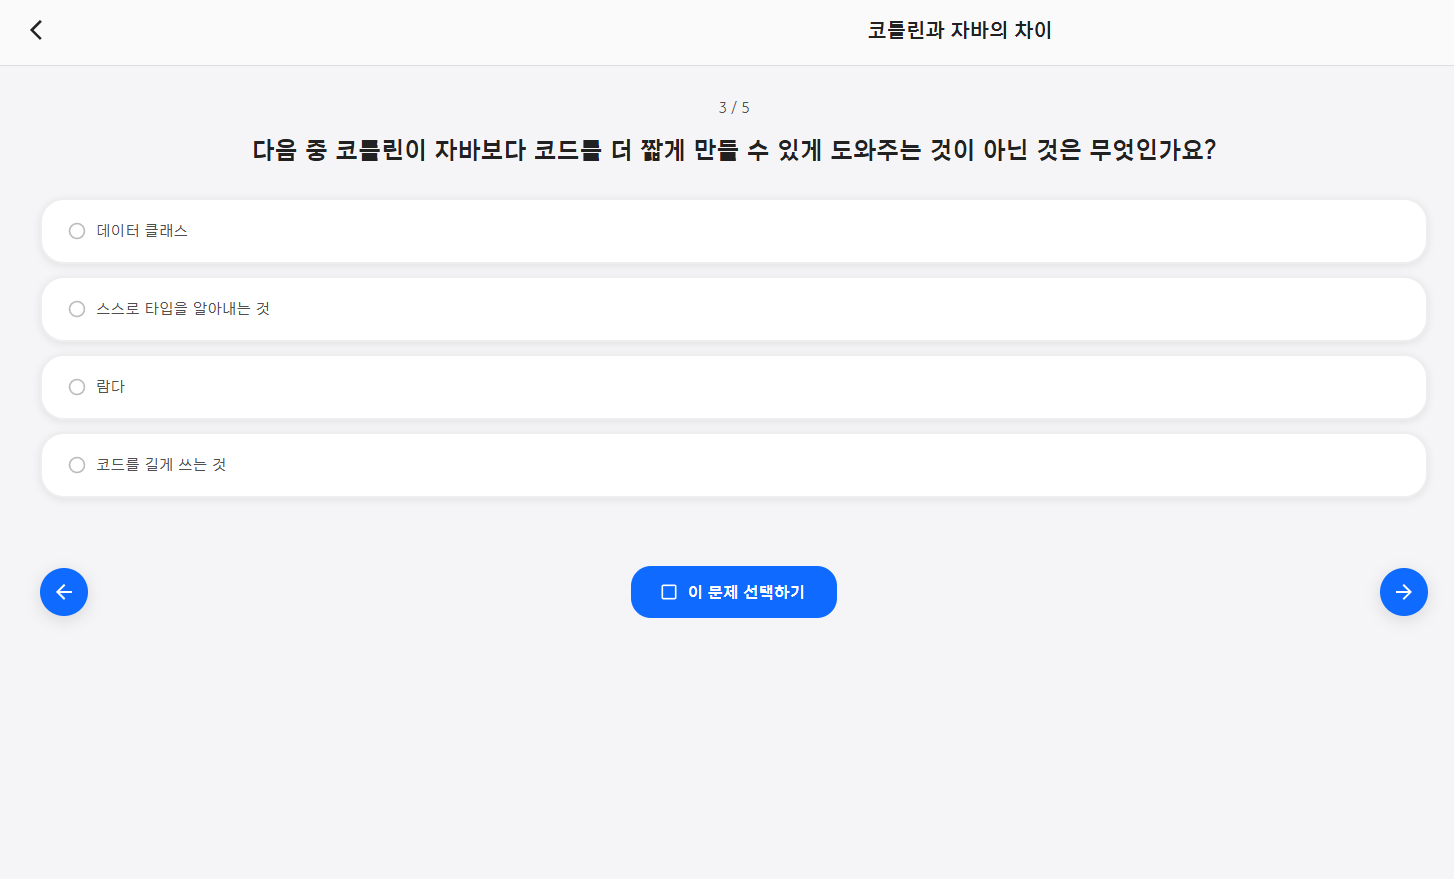 코틀린과 자바의 차이
3 / 5
다음 중 코틀린이 자바보다 코드를 더 짧게 만들 수 있게 도와주는 것이 아닌 것은 무엇인가요?
데이터 클래스
스스로 타입을 알아내는 것
람다
코드를 길게 쓰는 것
이 문제 선택하기